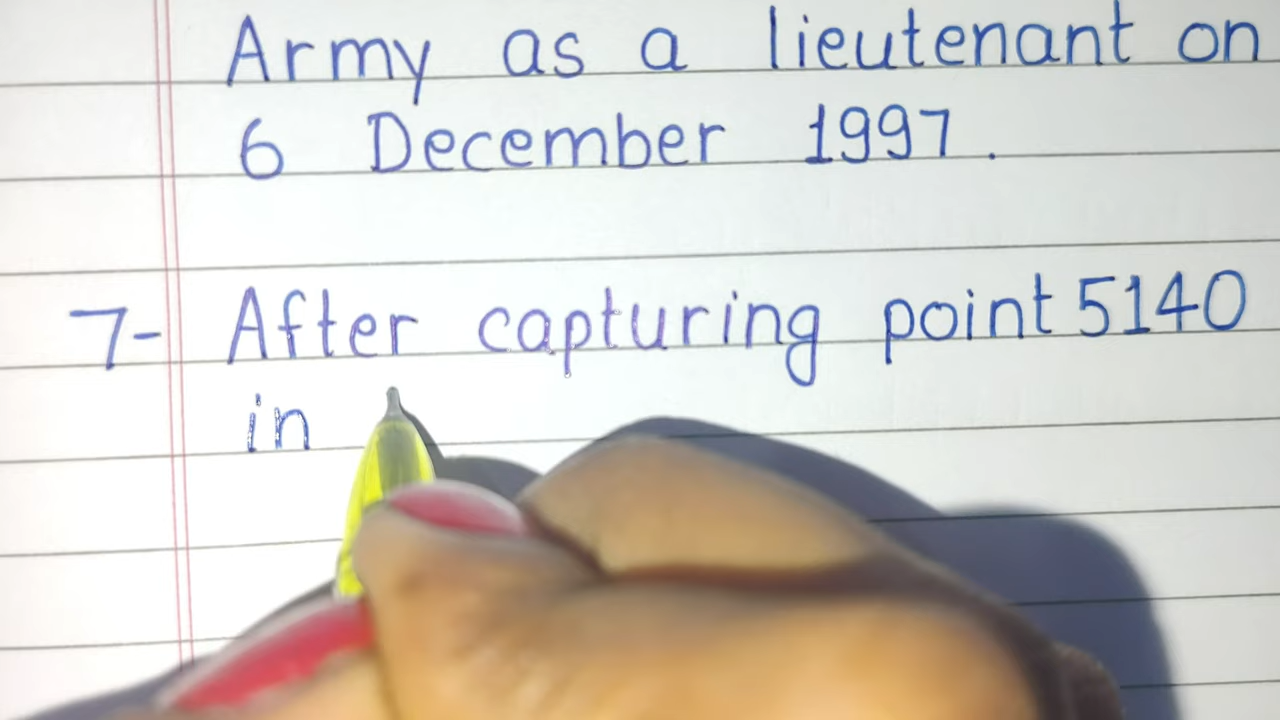 Army as a lieutenant on
6 December 1997.
7- After capturing point 5140
in